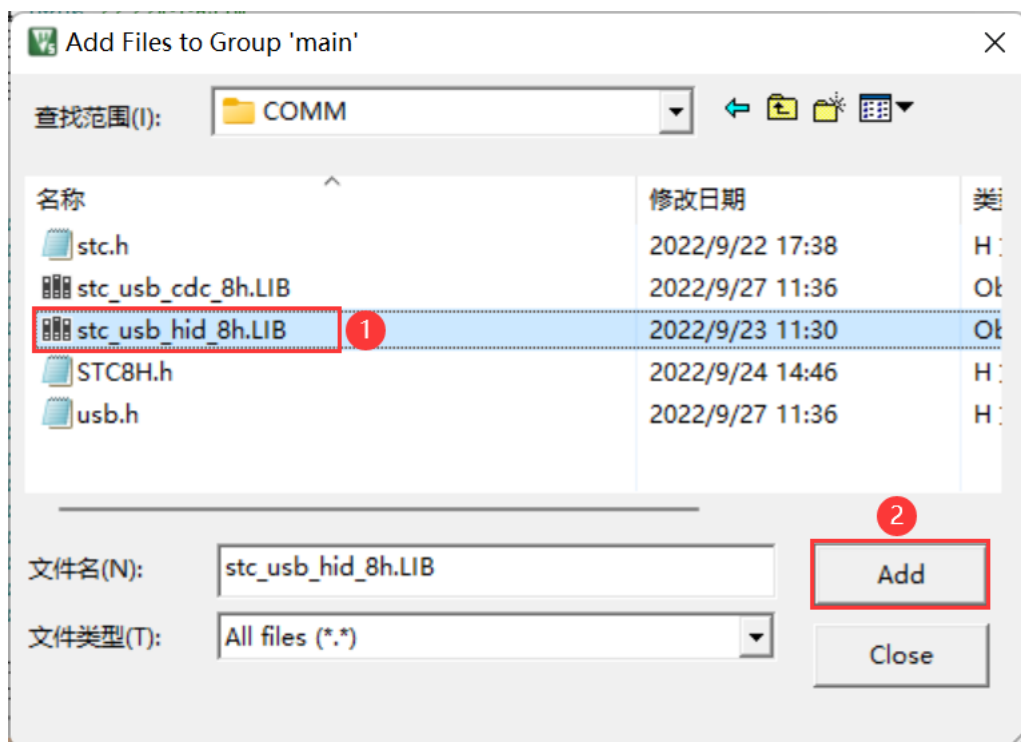 Add Files to Group 'main'
查找范围(I): COMM
名称 修改日期
stc.h 2022/9/22 17:38 H
stc_usb_cdc_8h.LIB 2022/9/27 11:36
stc_usb_hid_8h.LIB 1 2022/9/23 11:30
STC8H.h 2022/9/24 14:46 H
usb.h 2022/9/27 11:36 H
2
文件名(N): stc_usb_hid_8h.LIB Add
文件类型(T): All files (*.*) Close